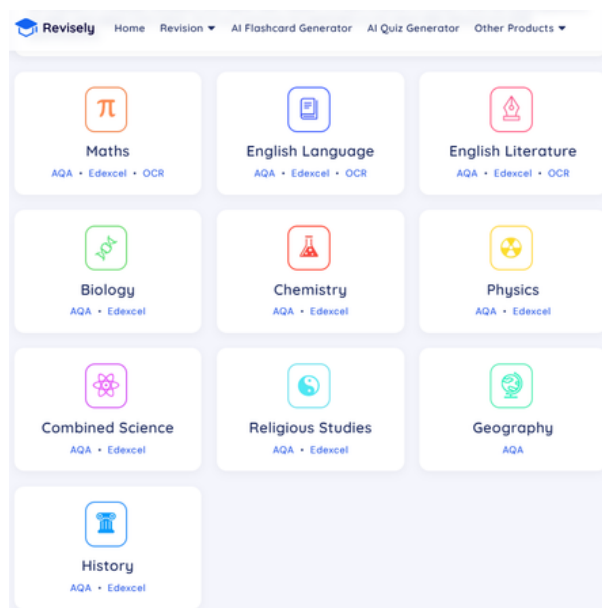 Revisely Home Revision AI Flashcard Generator AI Quiz Generator Other Products
π
Maths
AQA • Edexcel • OCR
English Language
AQA • Edexcel • OCR
English Literature
AQA • Edexcel • OCR
Biology
AQA • Edexcel
Chemistry
AQA • Edexcel
Physics
AQA • Edexcel
Combined Science
AQA • Edexcel
Religious Studies
AQA • Edexcel
Geography
AQA
History
AQA • Edexcel